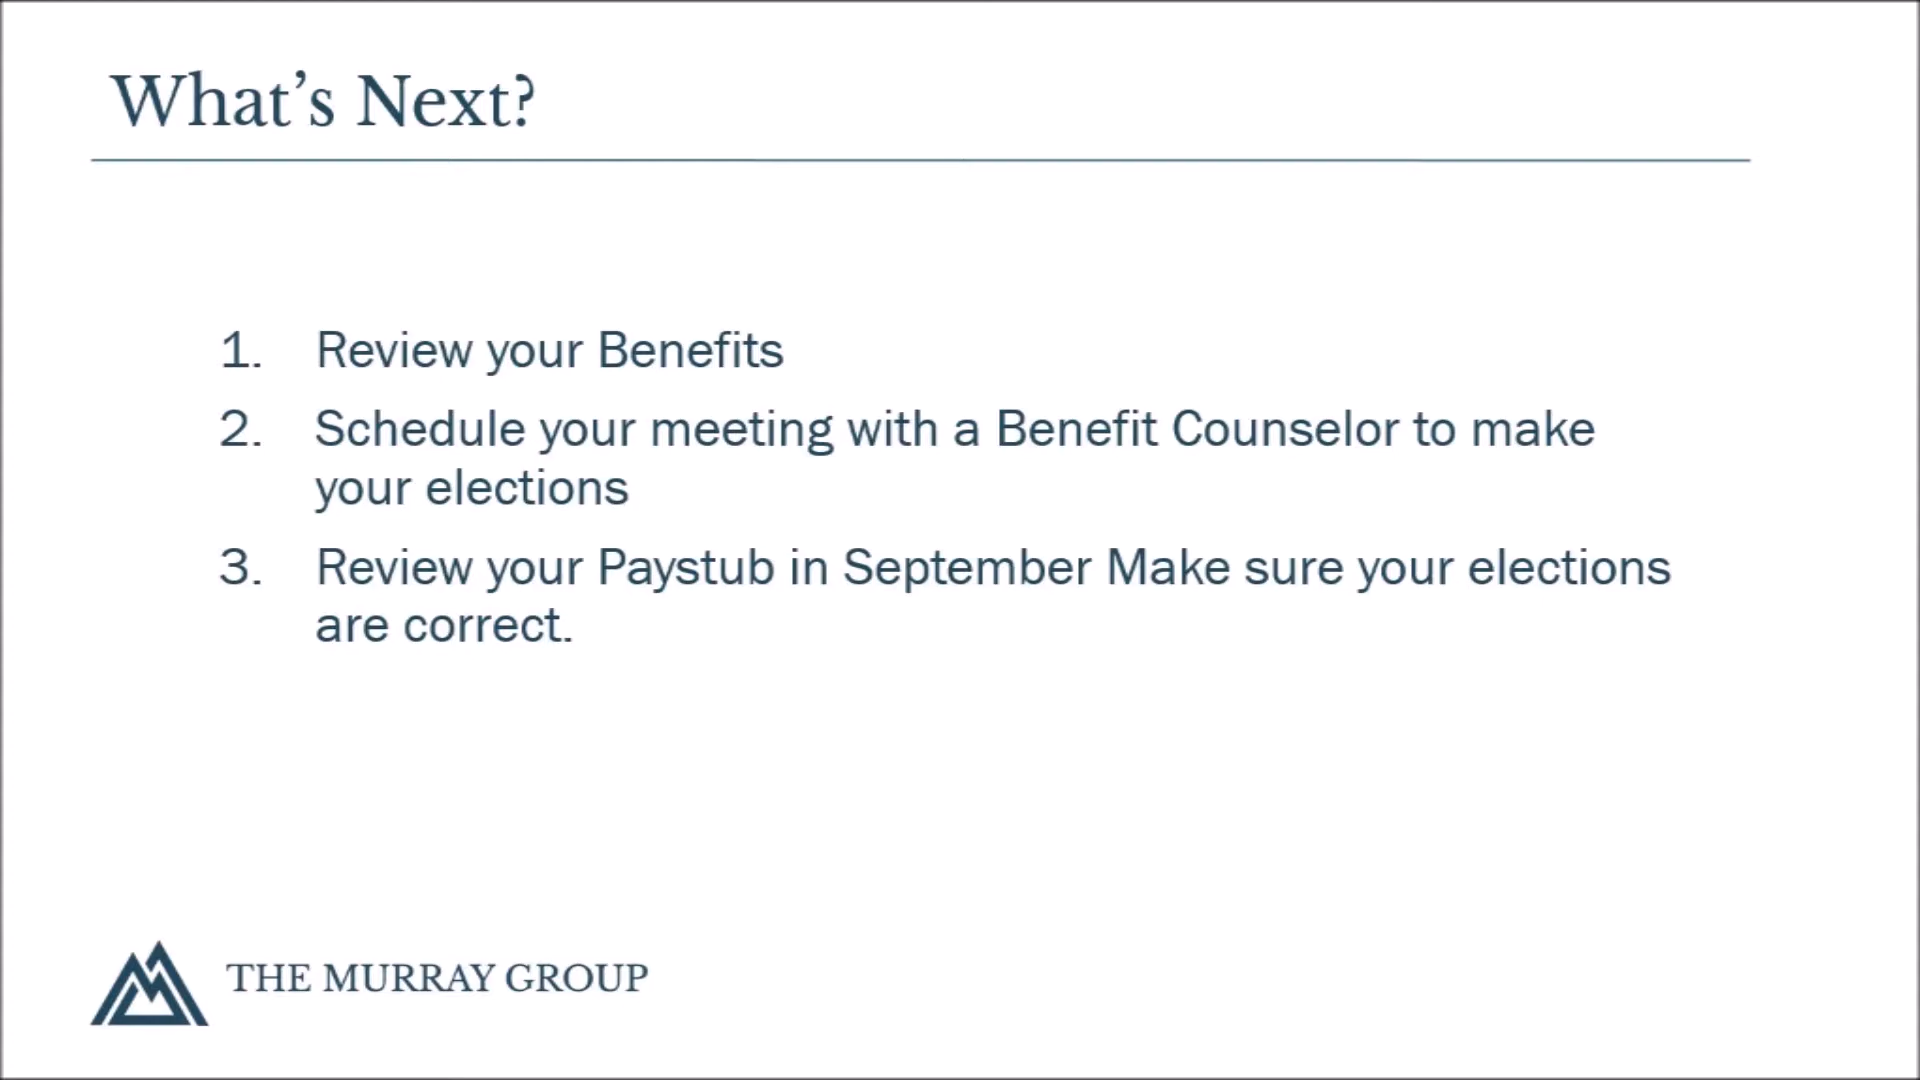 What’s Next?
1. Review your Benefits
2. Schedule your meeting with a Benefit Counselor to make
your elections
3. Review your Paystub in September Make sure your elections
are correct.
THE MURRAY GROUP